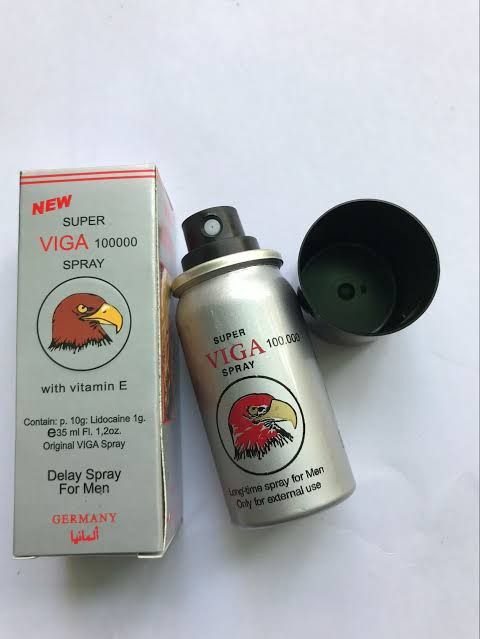 NEW
SUPER
VIGA 100000
SPRAY
with vitamin E
Contain: p. 10g: Lidocaine 1g.
℮35 ml Fl. 1,2oz.
Original VIGA Spray
Delay Spray
For Men
GERMANY
ألمانيا
SUPER
VIGA 100.000
SPRAY
Long-time spray for Men
Only for external use